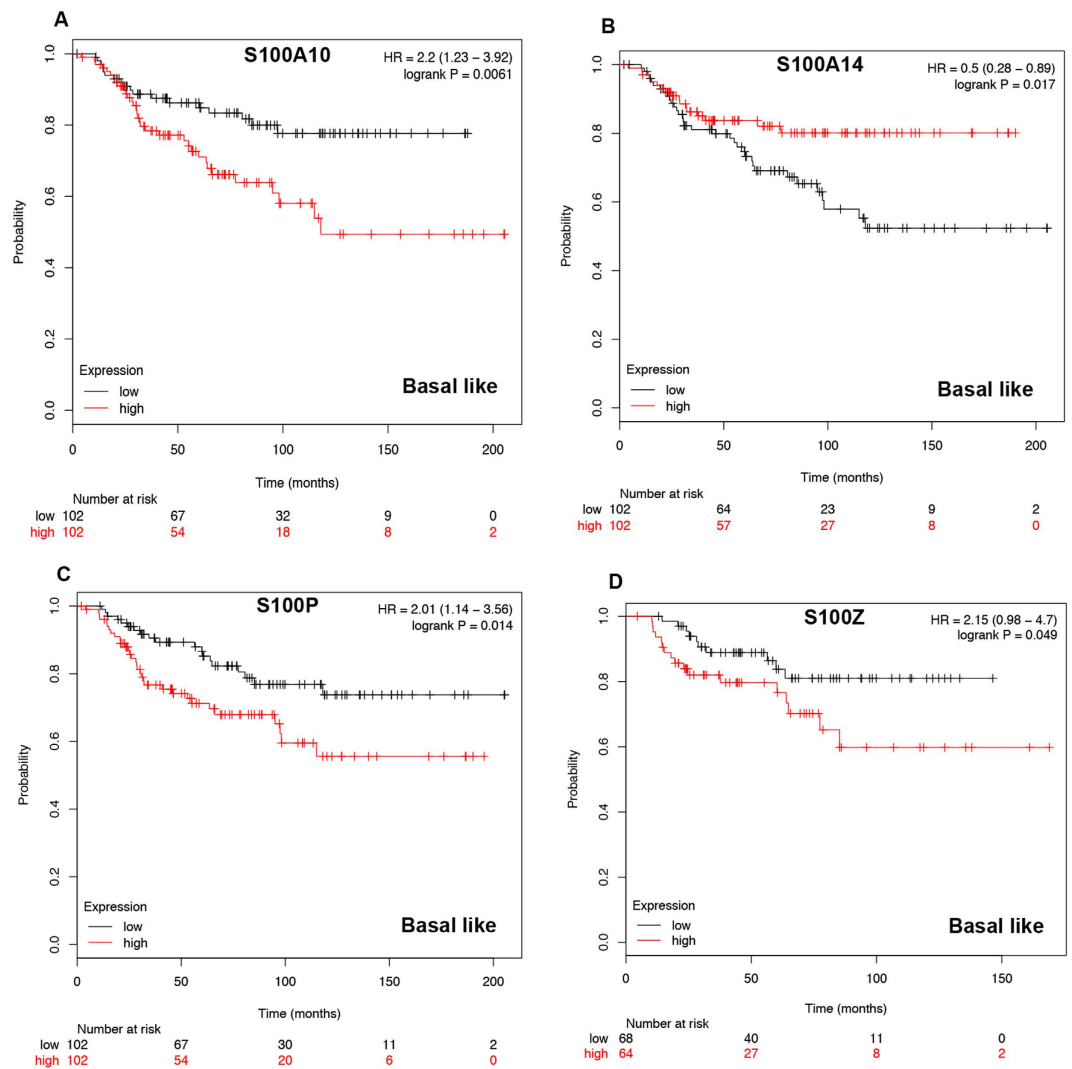 A
S100A10
HR = 2.2 (1.23 − 3.92)
logrank P = 0.0061
Probability
1.0
0.8
0.6
0.4
0.2
0.0
Expression
low
high
Basal like
0 50 100 150 200
Time (months)
Number at risk
low 102 67 32 9 0
high 102 54 18 8 2
B
S100A14
HR = 0.5 (0.28 − 0.89)
logrank P = 0.017
Probability
1.0
0.8
0.6
0.4
0.2
0.0
Expression
low
high
Basal like
0 50 100 150 200
Time (months)
Number at risk
low 102 64 23 9 2
high 102 57 27 8 0
C
S100P
HR = 2.01 (1.14 − 3.56)
logrank P = 0.014
Probability
1.0
0.8
0.6
0.4
0.2
0.0
Expression
low
high
Basal like
0 50 100 150 200
Time (months)
Number at risk
low 102 67 30 11 2
high 102 54 20 6 0
D
S100Z
HR = 2.15 (0.98 − 4.7)
logrank P = 0.049
Probability
1.0
0.8
0.6
0.4
0.2
0.0
Expression
low
high
Basal like
0 50 100 150
Time (months)
Number at risk
low 68 40 11 0
high 64 27 8 2